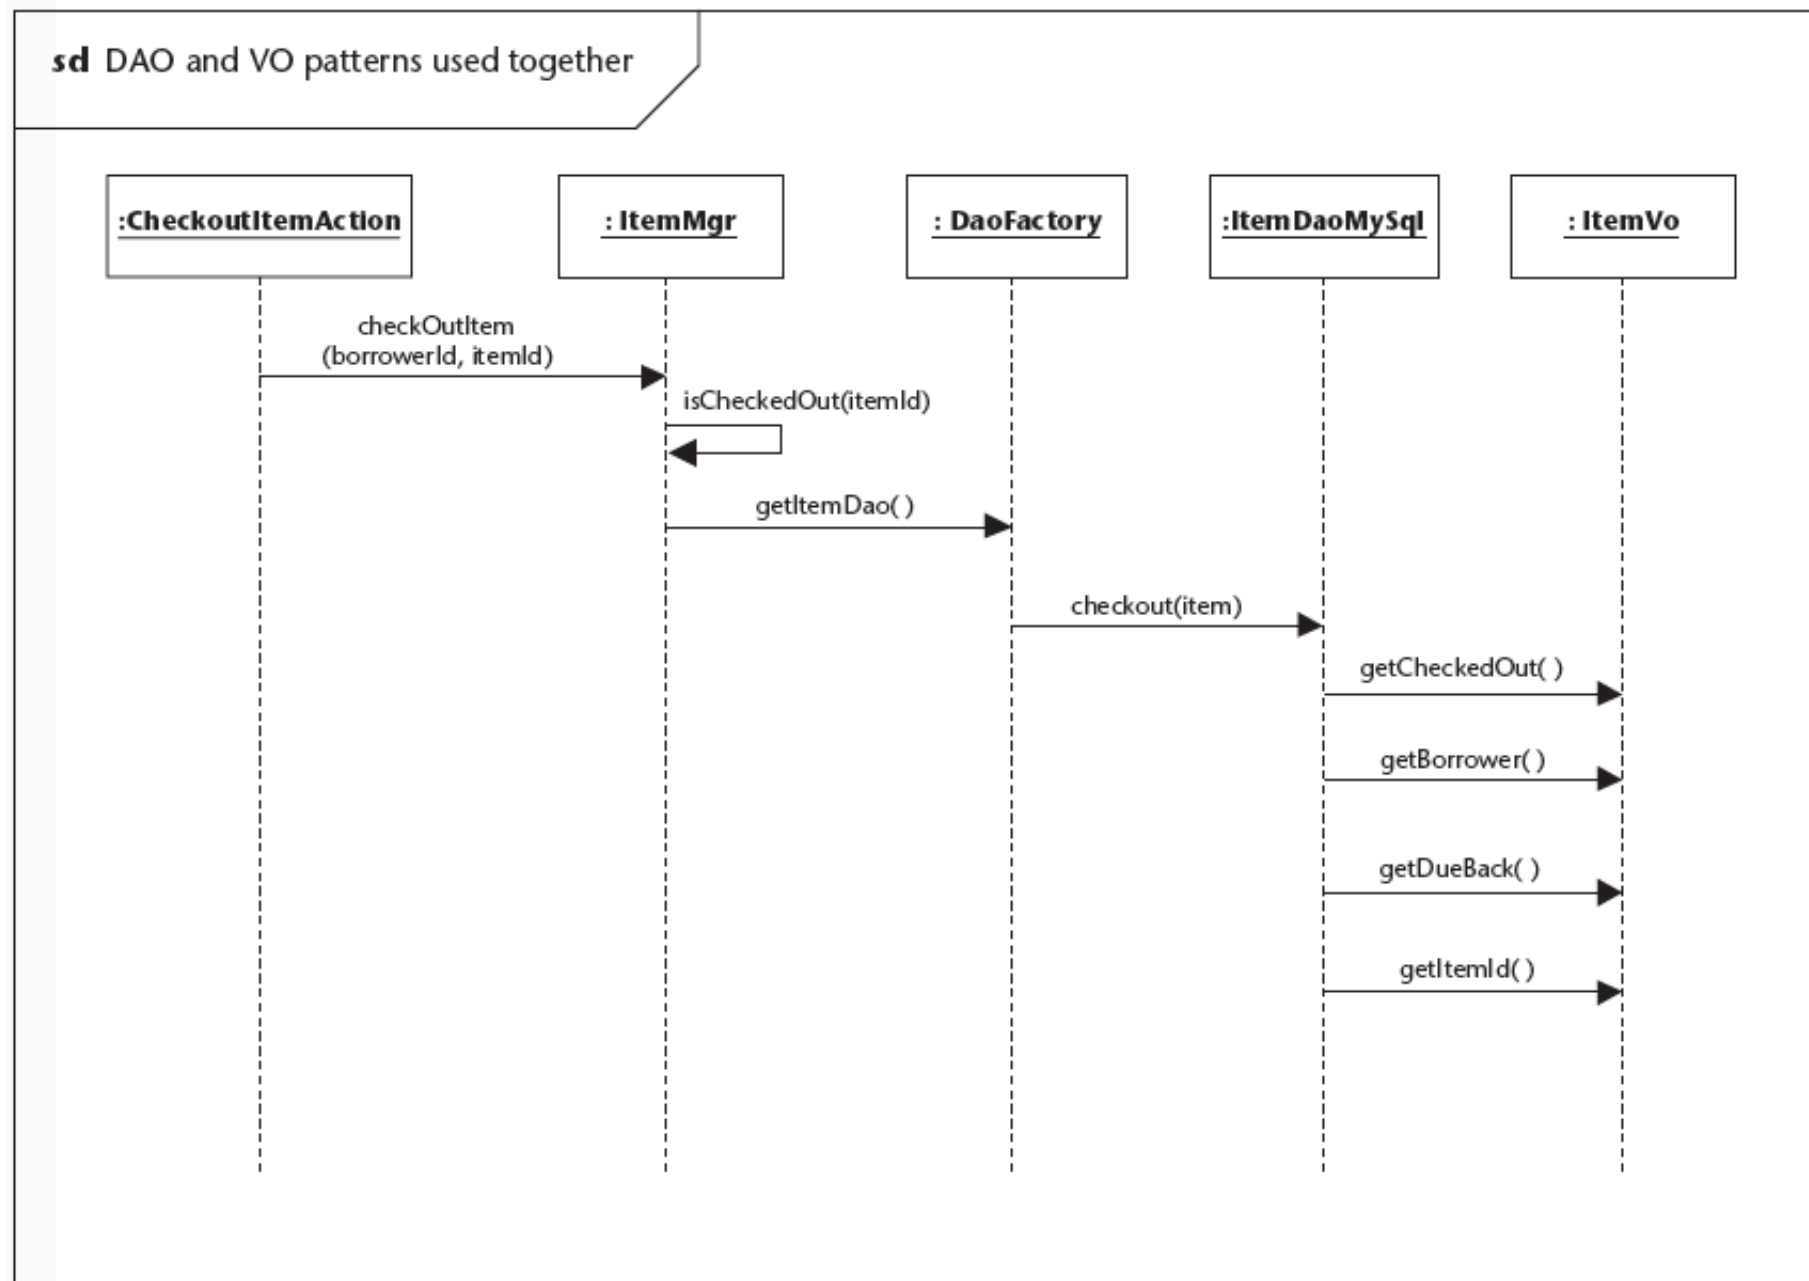 sd DAO and VO patterns used together
:CheckoutItemAction
: ItemMgr
: DaoFactory
:ItemDaoMySql
: ItemVo
checkOutItem
(borrowerId, itemId)
isCheckedOut(itemId)
getItemDao( )
checkout(item)
getCheckedOut( )
getBorrower( )
getDueBack( )
getItemId( )